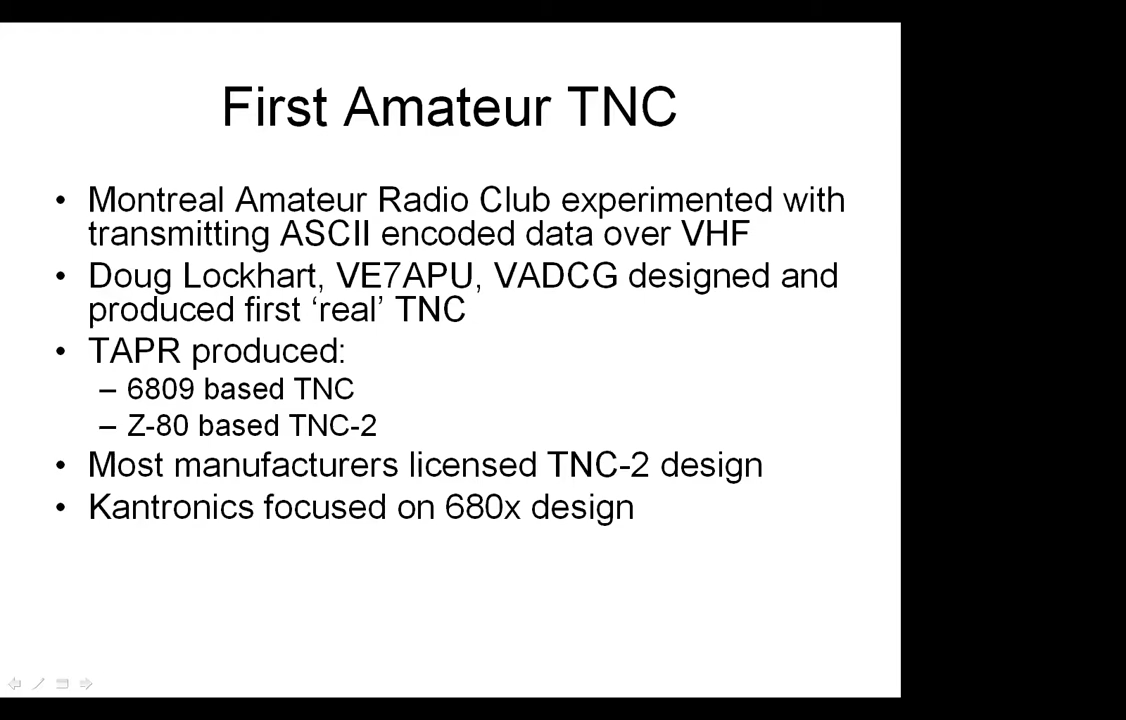 First Amateur TNC
• Montreal Amateur Radio Club experimented with
transmitting ASCII encoded data over VHF
• Doug Lockhart, VE7APU, VADCG designed and
produced first ‘real’ TNC
• TAPR produced:
– 6809 based TNC
– Z-80 based TNC-2
• Most manufacturers licensed TNC-2 design
• Kantronics focused on 680x design